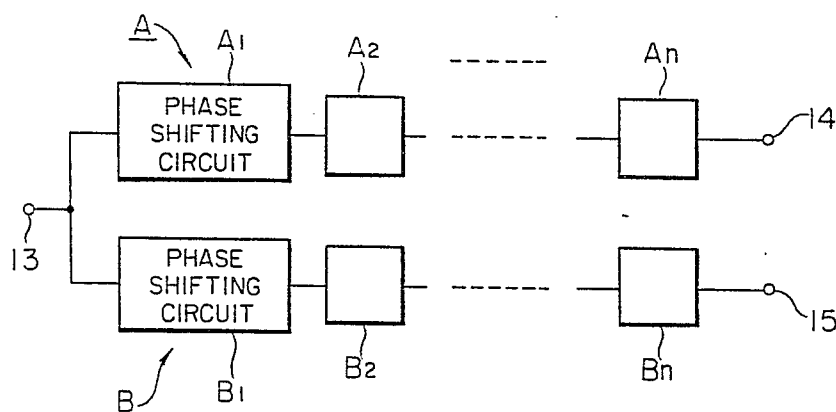 A
A1
A2
An
PHASE
SHIFTING
CIRCUIT
14
13
PHASE
SHIFTING
CIRCUIT
15
B
B1
B2
Bn